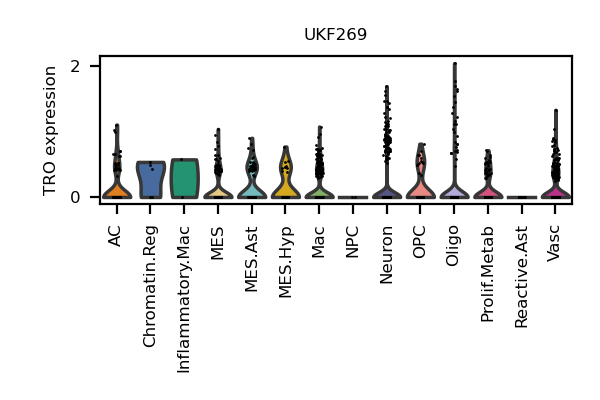 UKF269
TRO expression
2
0
AC
Chromatin.Reg
Inflammatory.Mac
MES
MES.Ast
MES.Hyp
Mac
NPC
Neuron
OPC
Oligo
Prolif.Metab
Reactive.Ast
Vasc